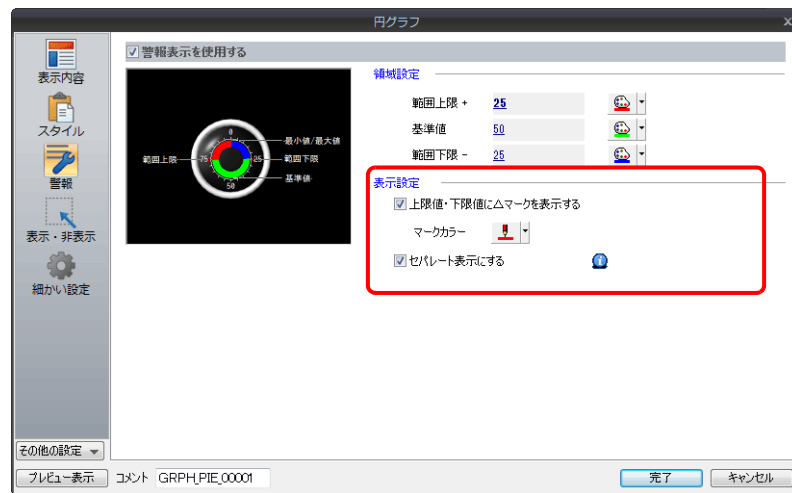 円グラフ
x
表示内容
スタイル
警報
表示・非表示
細かい設定
その他の設定
警報表示を使用する
0
最小値/最大値
範囲上限
75
25
範囲下限
50
基準値
領域設定
範囲上限 + 25
基準値 50
範囲下限 - 25
表示設定
上限値・下限値に△マークを表示する
マークカラー
セパレート表示にする
プレビュー表示
コメント GRPH_PIE_00001
完了
キャンセル